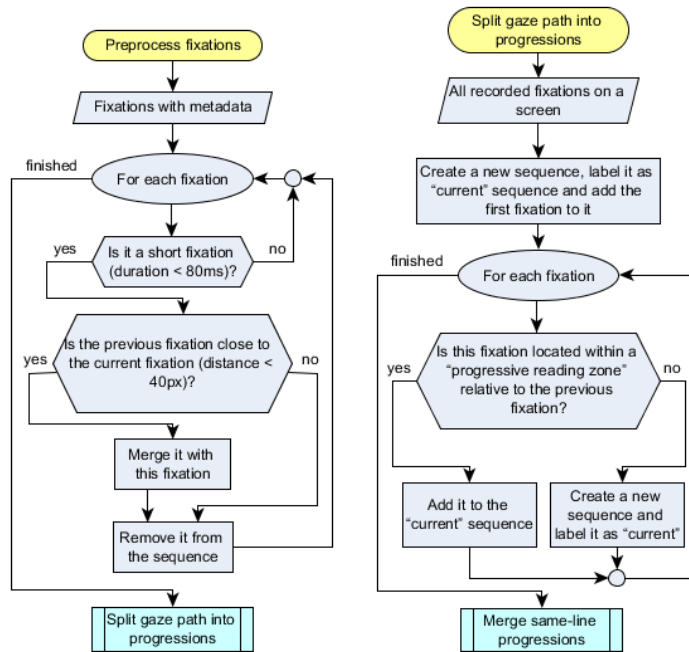 Preprocess fixations
Fixations with metadata
finished
For each fixation
yes
Is it a short fixation
(duration < 80ms)?
no
yes
Is the previous fixation close to
the current fixation (distance <
40px)?
no
Merge it with
this fixation
Remove it from
the sequence
Split gaze path into
progressions
Split gaze path into
progressions
All recorded fixations on a
screen
Create a new sequence, label it as
“current” sequence and add the
first fixation to it
finished
For each fixation
yes
Is this fixation located within a
“progressive reading zone”
relative to the previous
fixation?
no
Add it to the
“current” sequence
Create a new
sequence and
label it as “current”
Merge same-line
progressions